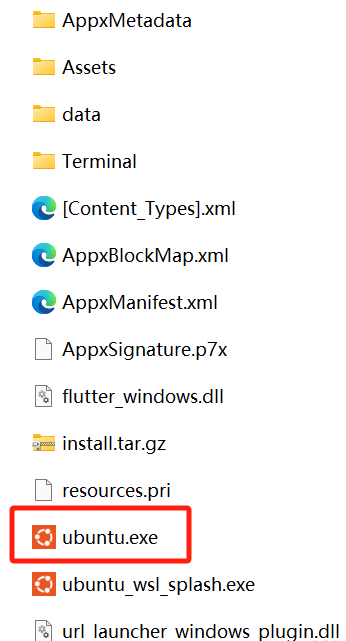 AppxMetadata
Assets
data
Terminal
[Content_Types].xml
AppxBlockMap.xml
AppxManifest.xml
AppxSignature.p7x
flutter_windows.dll
install.tar.gz
resources.pri
ubuntu.exe
ubuntu_wsl_splash.exe
url_launcher_windows_plugin.dll